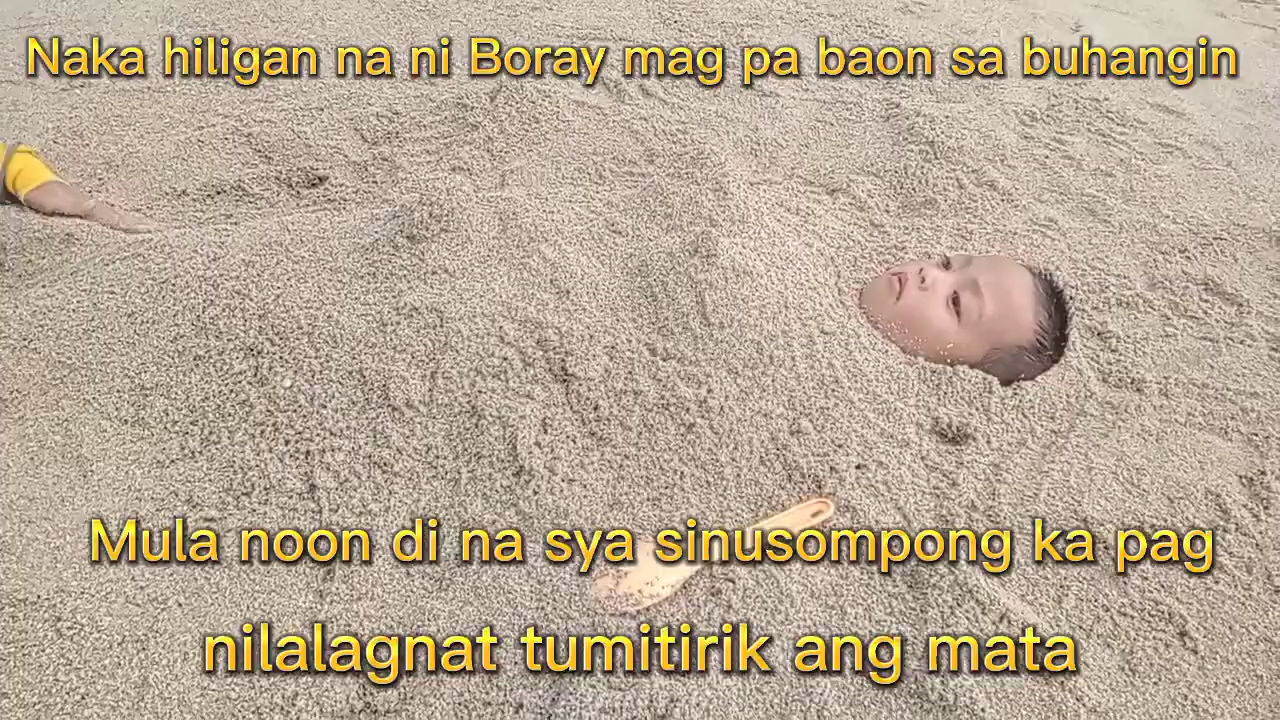 Naka hiligan na ni Boray mag pa baon sa buhangin
Mula noon di na sya sinusompong ka pag
nilalagnat tumitirik ang mata